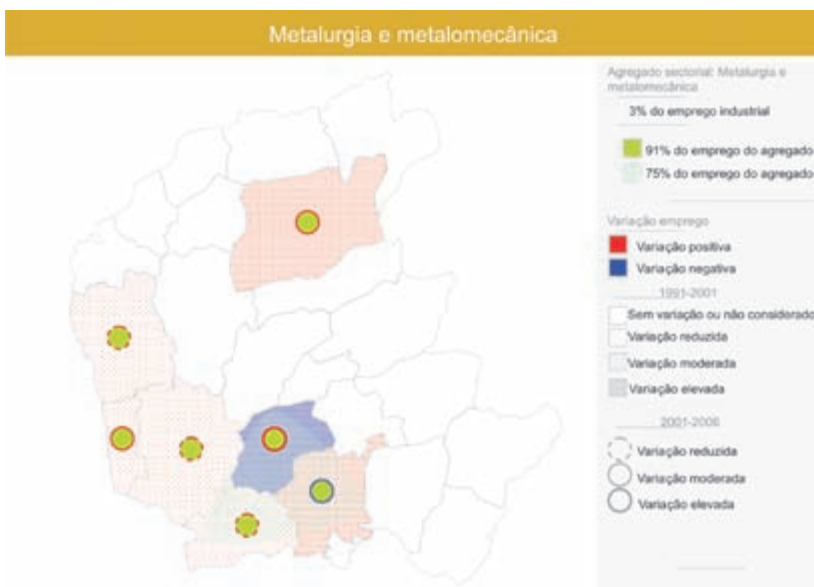 Metalurgia e metalomecânica
Agregado sectorial: Metalurgia e
metalomecânica
3% do emprego industrial
91% do emprego do agregado
75% do emprego do agregado
Variação emprego
Variação positiva
Variação negativa
1991-2001
Sem variação ou não considerado
Variação reduzida
Variação moderada
Variação elevada
2001-2006
Variação reduzida
Variação moderada
Variação elevada